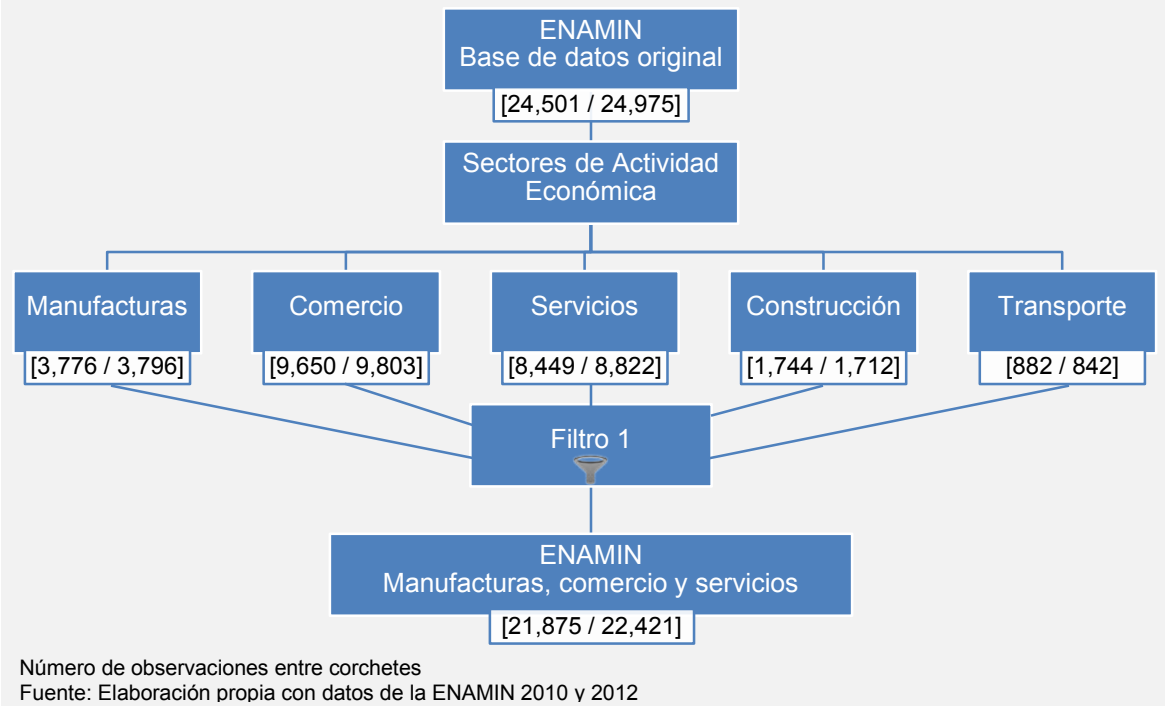 ENAMIN
Base de datos original
[24,501 / 24,975]
Sectores de Actividad
Económica
Manufacturas
[3,776 / 3,796]
Comercio
[9,650 / 9,803]
Servicios
[8,449 / 8,822]
Construcción
[1,744 / 1,712]
Transporte
[882 / 842]
Filtro 1
ENAMIN
Manufacturas, comercio y servicios
[21,875 / 22,421]
Número de observaciones entre corchetes
Fuente: Elaboración propia con datos de la ENAMIN 2010 y 2012